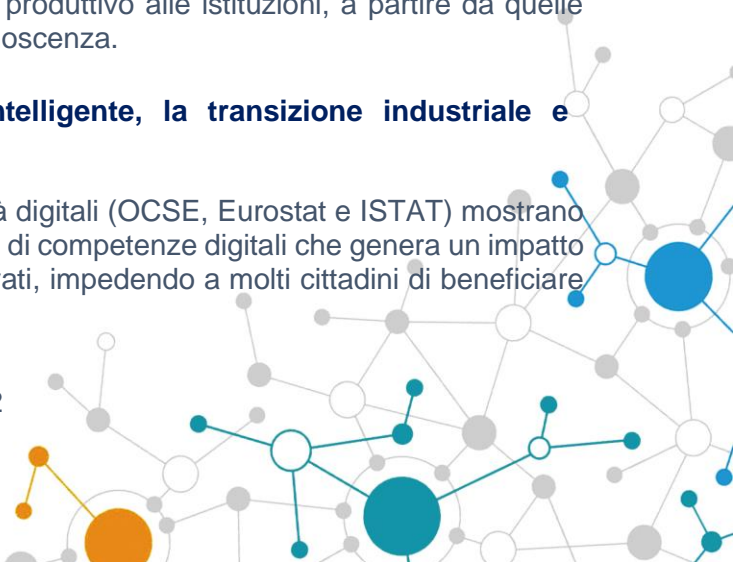 produttivo alle istituzioni, a partire da quelle
oscenza.
ntelligente, la transizione industriale e
à digitali (OCSE, Eurostat e ISTAT) mostrano
di competenze digitali che genera un impatto
ati, impedendo a molti cittadini di beneficiare
2